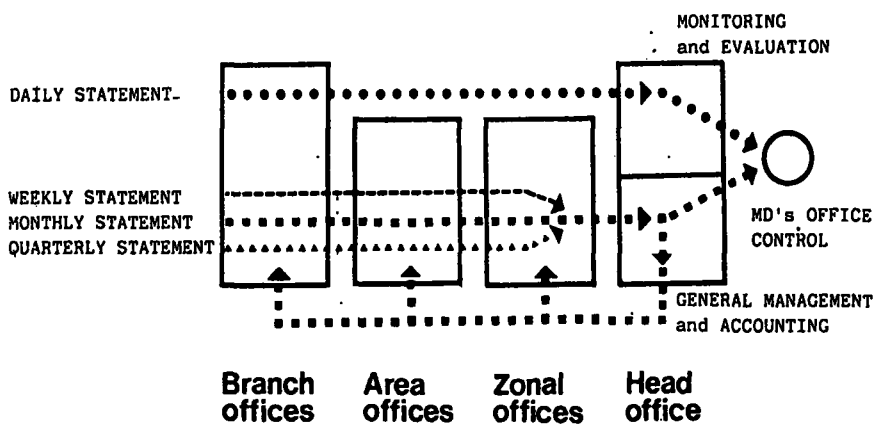 MONITORING
and EVALUATION
DAILY STATEMENT
WEEKLY STATEMENT
MONTHLY STATEMENT
QUARTERLY STATEMENT
MD's OFFICE
CONTROL
GENERAL MANAGEMENT
and ACCOUNTING
Branch
offices
Area
offices
Zonal
offices
Head
office